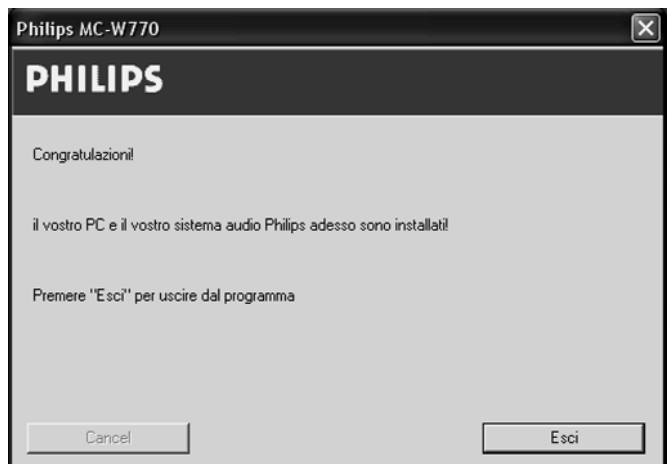 Philips MC-W770
PHILIPS
Congratulazioni!
il vostro PC e il vostro sistema audio Philips adesso sono installati!
Premere "Esci" per uscire dal programma
Cancel
Esci